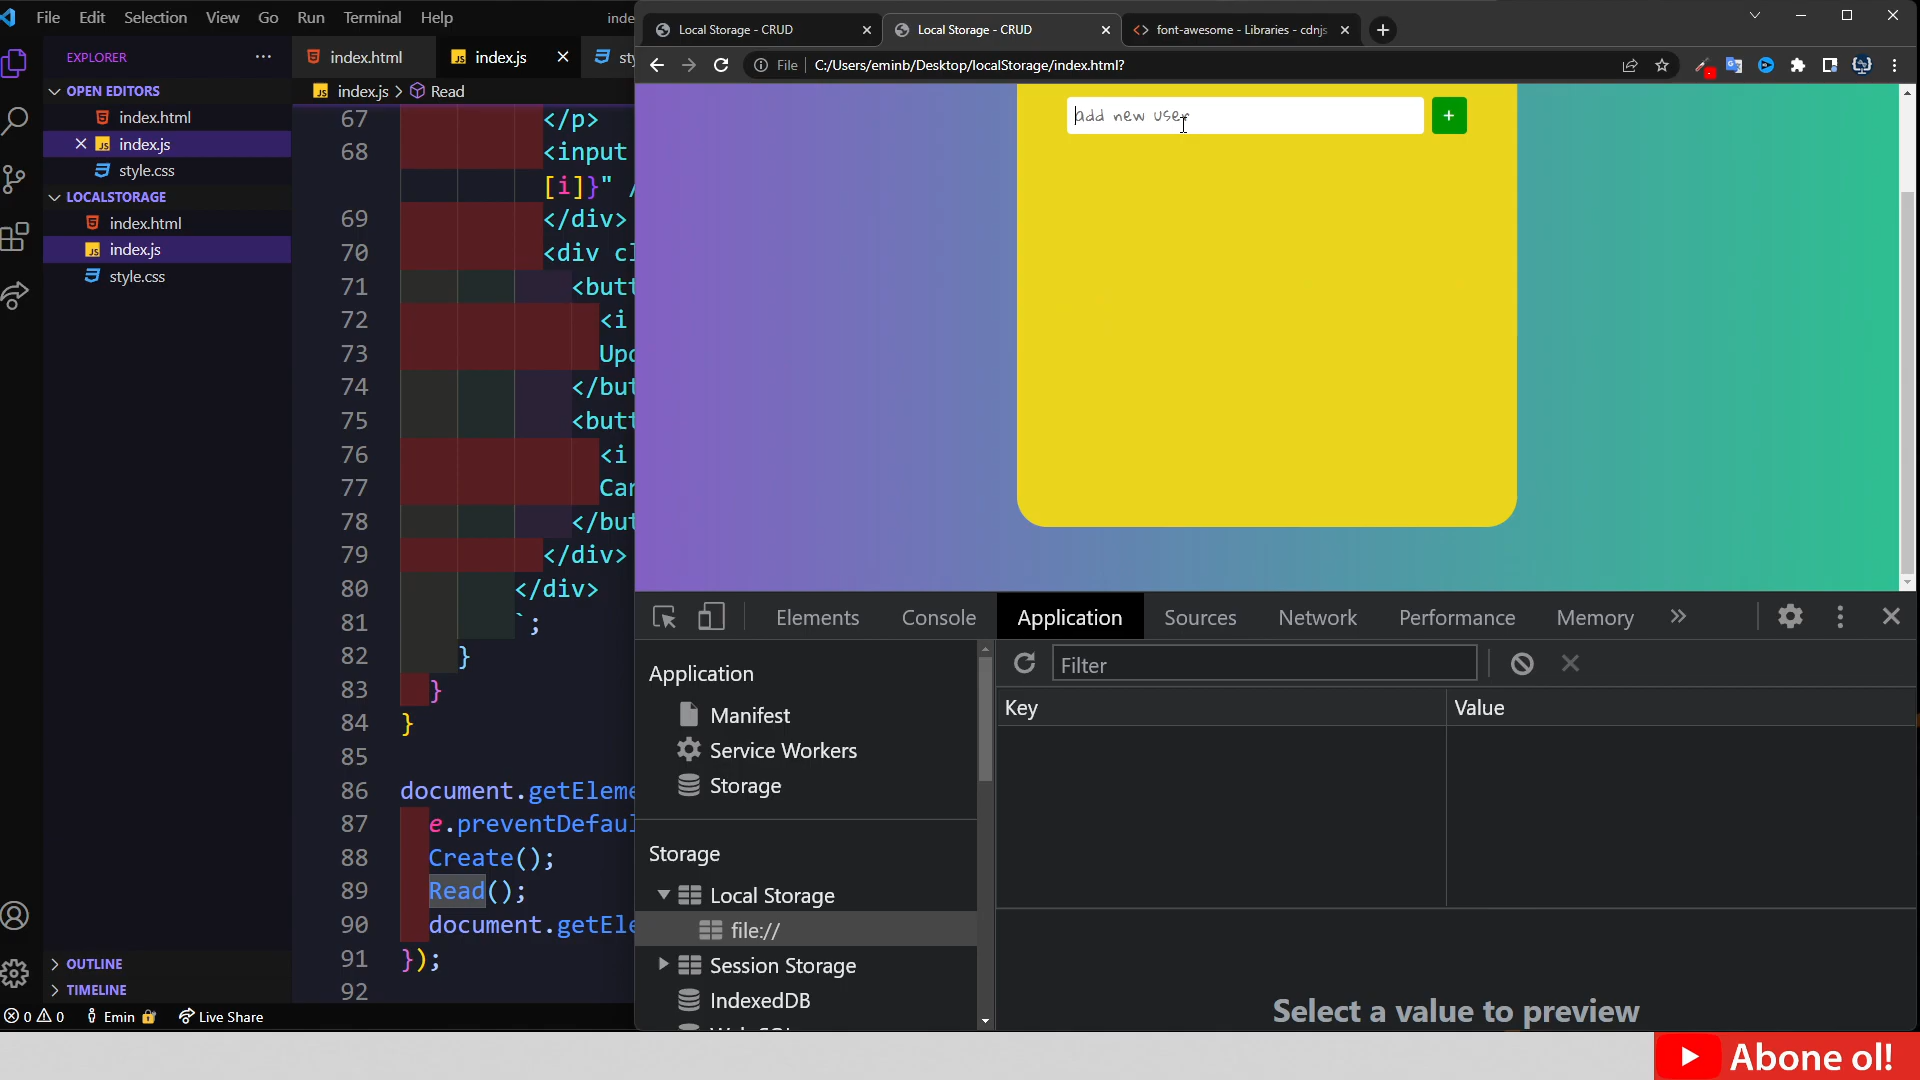 File Edit Selection View Go Run Terminal Help inde
EXPLORER
OPEN EDITORS
index.html
index.js
style.css
LOCALSTORAGE
index.html
index.js
style.css
OUTLINE
TIMELINE
0 0 Emin Live Share
index.html index.js sty
index.js > Read
67 </p>
68 <input
[i]}" /
69 </div>
70 <div cl
71 <butt
72 <i
73 Upd
74 </but
75 <butt
76 <i
77 Can
78 </but
79 </div>
80 </div>
81 `;
82 }
83 }
84 }
85
86 document.getEleme
87 e.preventDefaul
88 Create();
89 Read();
90 document.getEle
91 });
92
Local Storage - CRUD
Local Storage - CRUD
font-awesome - Libraries - cdnjs
File C:/Users/eminb/Desktop/localStorage/index.html?
add new user
+
Elements Console Application Sources Network Performance Memory
Filter
Application
Manifest
Service Workers
Storage
Storage
Local Storage
file://
Session Storage
IndexedDB
Key Value
Select a value to preview
Abone ol!